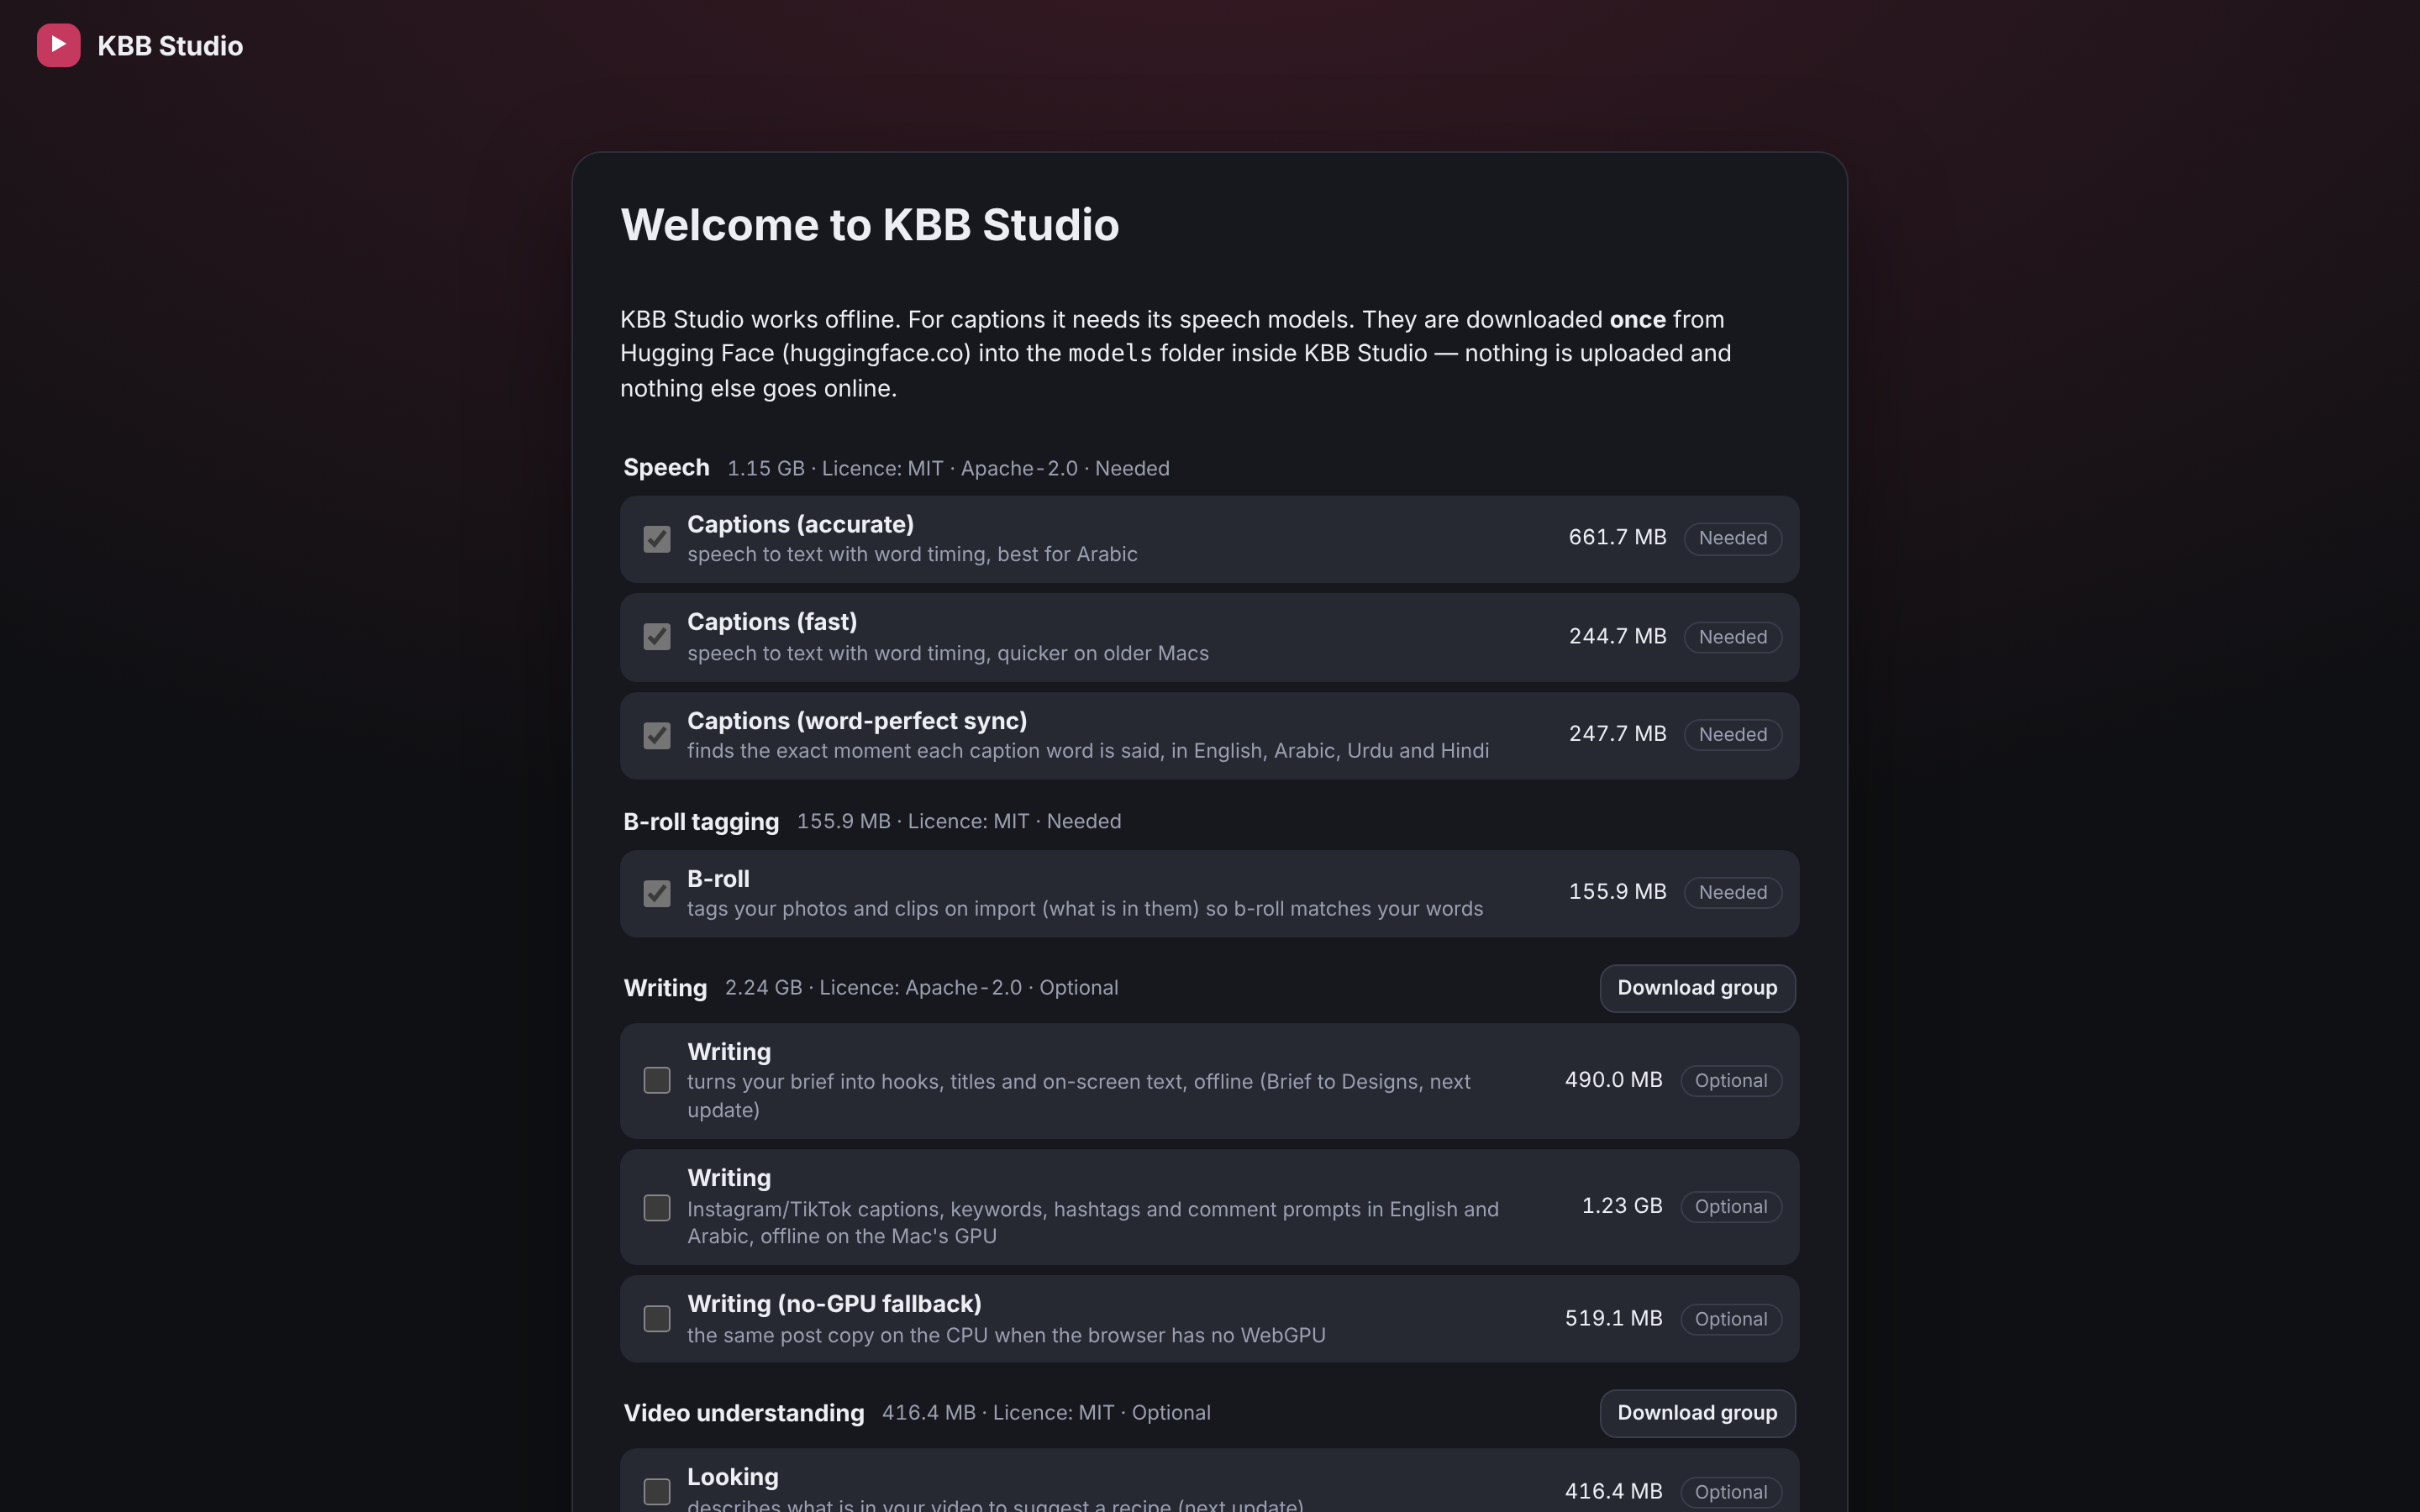 KBB Studio
Welcome to KBB Studio
KBB Studio works offline. For captions it needs its speech models. They are downloaded once from
Hugging Face (huggingface.co) into the models folder inside KBB Studio — nothing is uploaded and
nothing else goes online.
Speech 1.15 GB · Licence: MIT · Apache-2.0 · Needed
Captions (accurate)
speech to text with word timing, best for Arabic
661.7 MB Needed
Captions (fast)
speech to text with word timing, quicker on older Macs
244.7 MB Needed
Captions (word-perfect sync)
finds the exact moment each caption word is said, in English, Arabic, Urdu and Hindi
247.7 MB Needed
B-roll tagging 155.9 MB · Licence: MIT · Needed
B-roll
tags your photos and clips on import (what is in them) so b-roll matches your words
155.9 MB Needed
Writing 2.24 GB · Licence: Apache-2.0 · Optional Download group
Writing
turns your brief into hooks, titles and on-screen text, offline (Brief to Designs, next
update)
490.0 MB Optional
Writing
Instagram/TikTok captions, keywords, hashtags and comment prompts in English and
Arabic, offline on the Mac's GPU
1.23 GB Optional
Writing (no-GPU fallback)
the same post copy on the CPU when the browser has no WebGPU
519.1 MB Optional
Video understanding 416.4 MB · Licence: MIT · Optional Download group
Looking
describes what is in your video to suggest a recipe (next update)
416.4 MB Optional